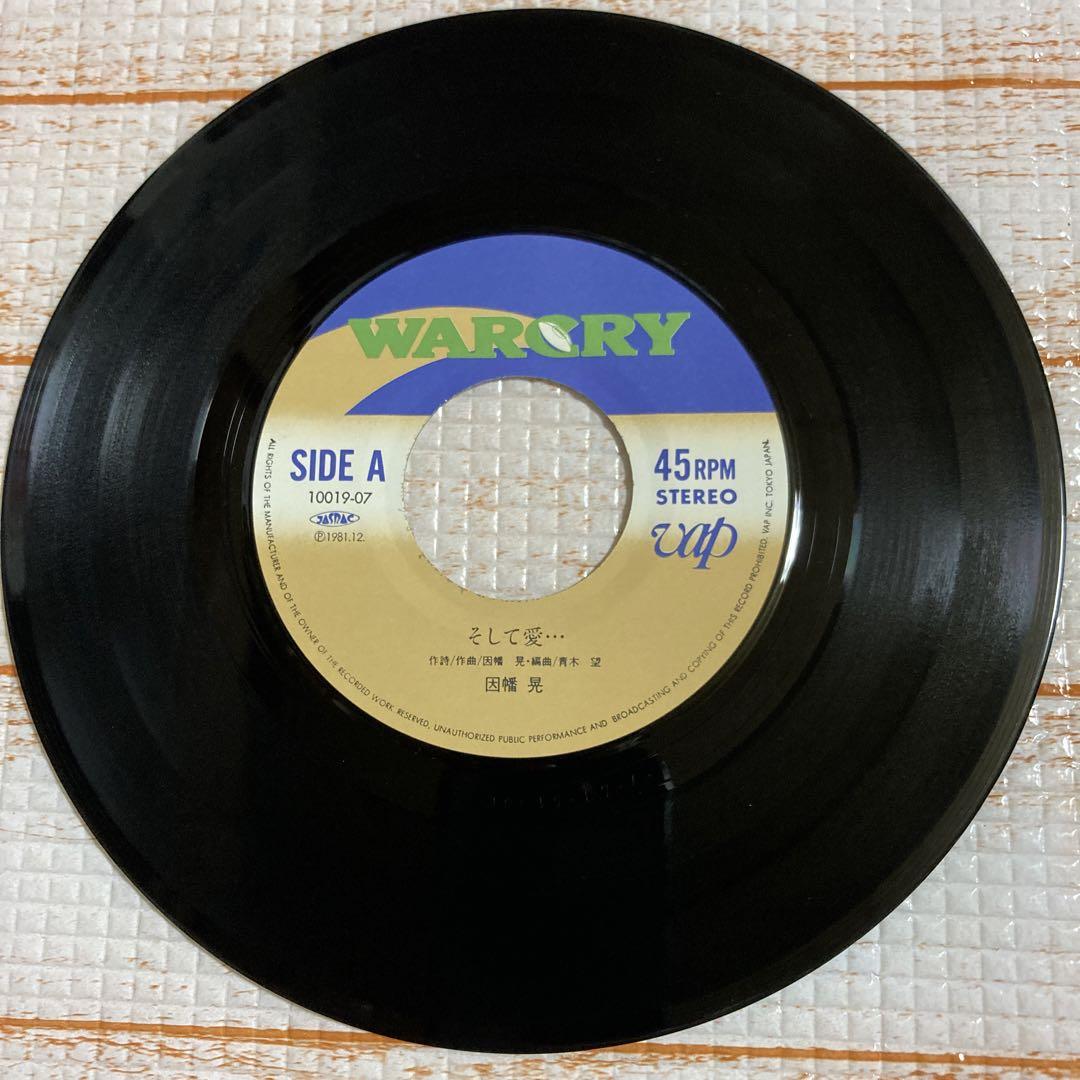 WARCRY
SIDE A
10019-07
JASRAC
Ⓟ1981.12.
45RPM
STEREO
vap
そして愛…
作詩/作曲/因幡 晃・編曲/青木 望
因幡 晃
ALL RIGHTS OF THE MANUFACTURER AND OF THE OWNER OF THE RECORDED WORK RESERVED, UNAUTHORIZED PUBLIC PERFORMANCE AND BROADCASTING AND COPYING OF THIS RECORD PROHIBITED. VAP INC. TOKYO JAPAN.